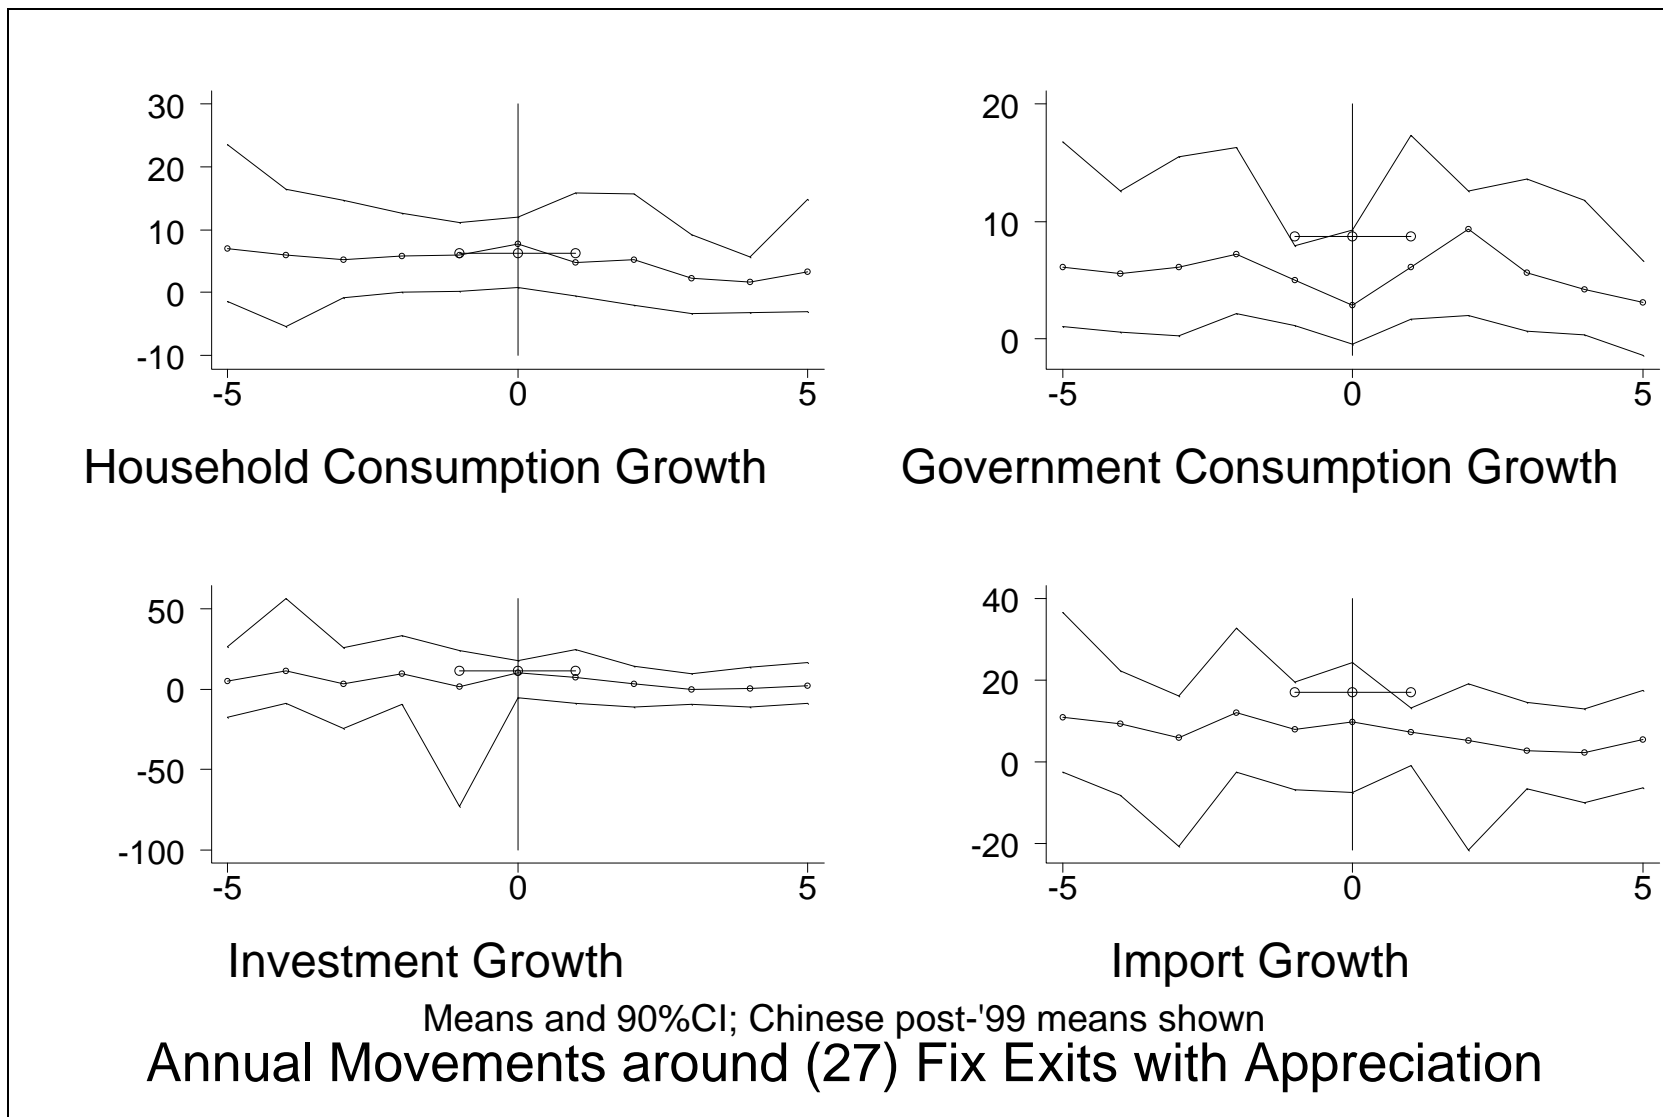 30
20
10
0
-10
-5 0 5
Household Consumption Growth
20
10
0
-5 0 5
Government Consumption Growth
50
0
-50
-100
-5 0 5
Investment Growth
40
20
0
-20
-5 0 5
Import Growth
Means and 90%CI; Chinese post-'99 means shown
Annual Movements around (27) Fix Exits with Appreciation